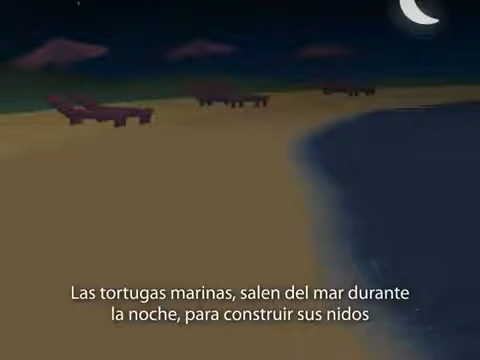 Las tortugas marinas, salen del mar durante
la noche, para construir sus nidos